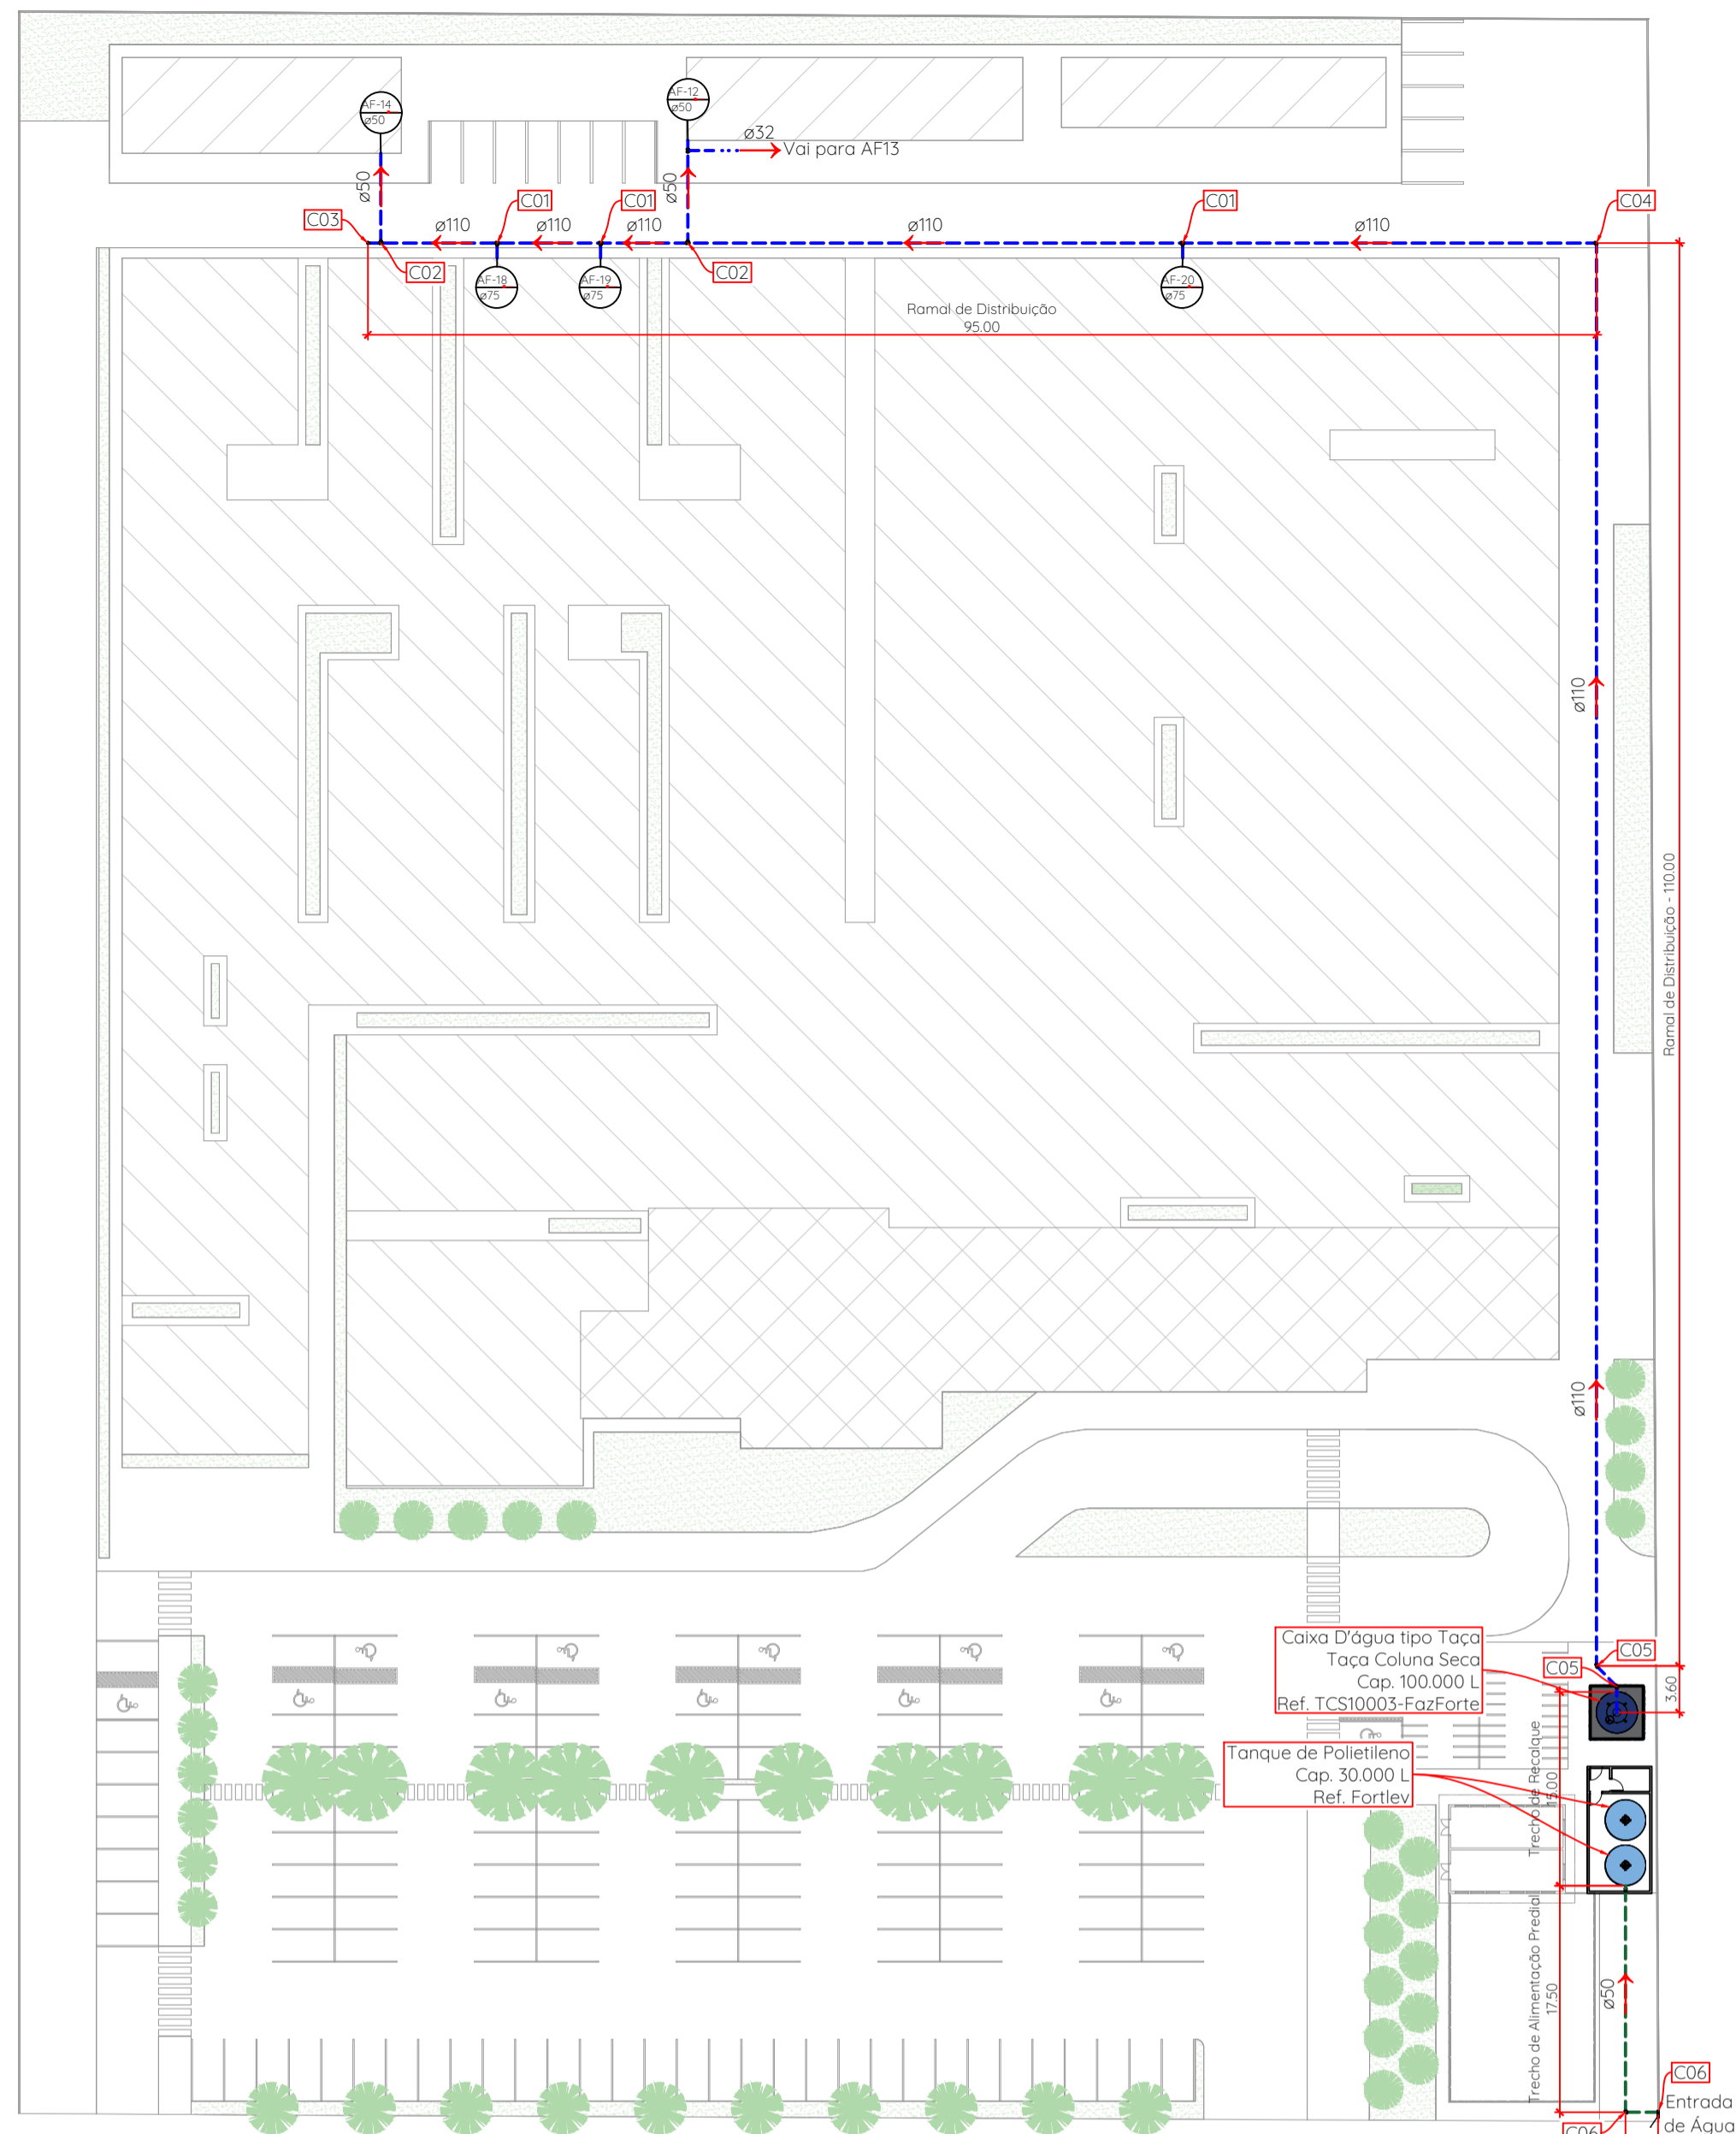 AF-14
ø50
AF-12
ø50
ø32
Vai para AF13
ø50
ø50
C03
C01
C01
C01
C04
ø110
ø110
ø110
ø110
C02
C02
AF-18
ø75
AF-19
ø75
AF-20
ø75
Ramal de Distribuição
95.00
ø110
Ramal de Distribuição - 110.00
ø110
Caixa D'água tipo Taça
Taça Coluna Seca
Cap. 100.000 L
Ref. TCS10003-FazForte
C05
C05
3.60
Tanque de Polietileno
Cap. 30.000 L
Ref. Fortlev
Trecho de Recalque
15.00
Trecho de Alimentação Predial
17.50
ø50
C06
Entrada
de Água
C06